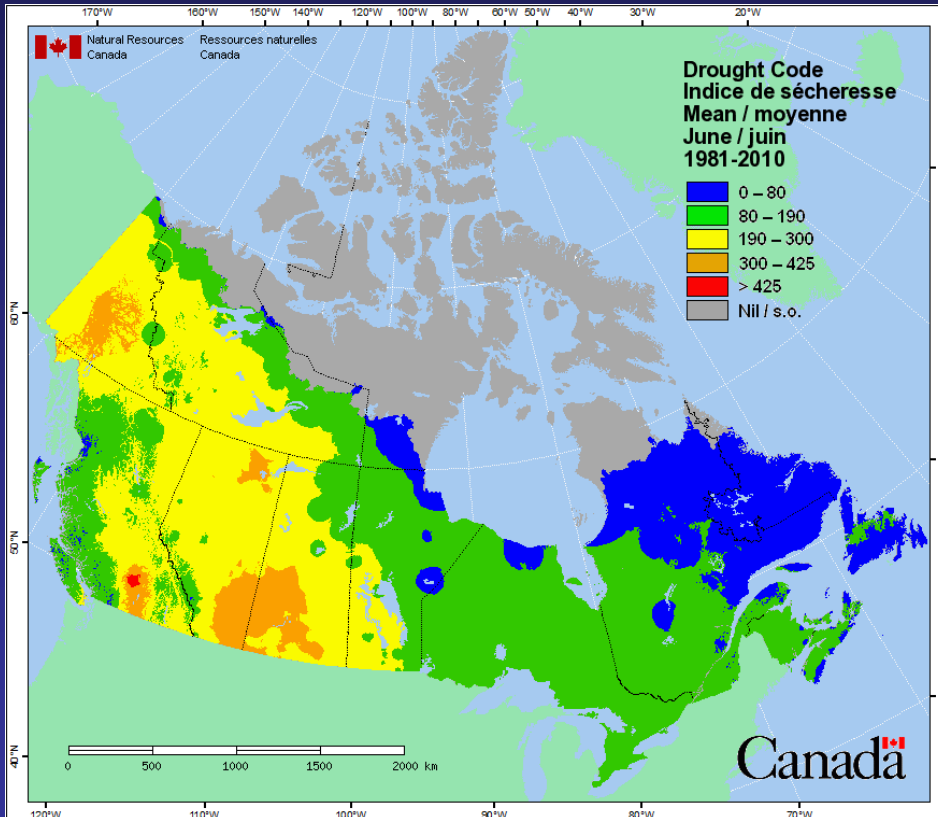 170°W 160°W 150°W 140°W 120°W 100°W 80°W 60°W 50°W 40°W 30°W 20°W
Natural Resources Ressources naturelles
Canada Canada
Drought Code
Indice de sécheresse
Mean / moyenne
June / juin
1981-2010
0 – 80
80 – 190
190 – 300
300 – 425
> 425
Nil / s.o.
60°N
50°N
40°N
0 500 1000 1500 2000 km
Canada
120°W 110°W 100°W 90°W 80°W 70°W